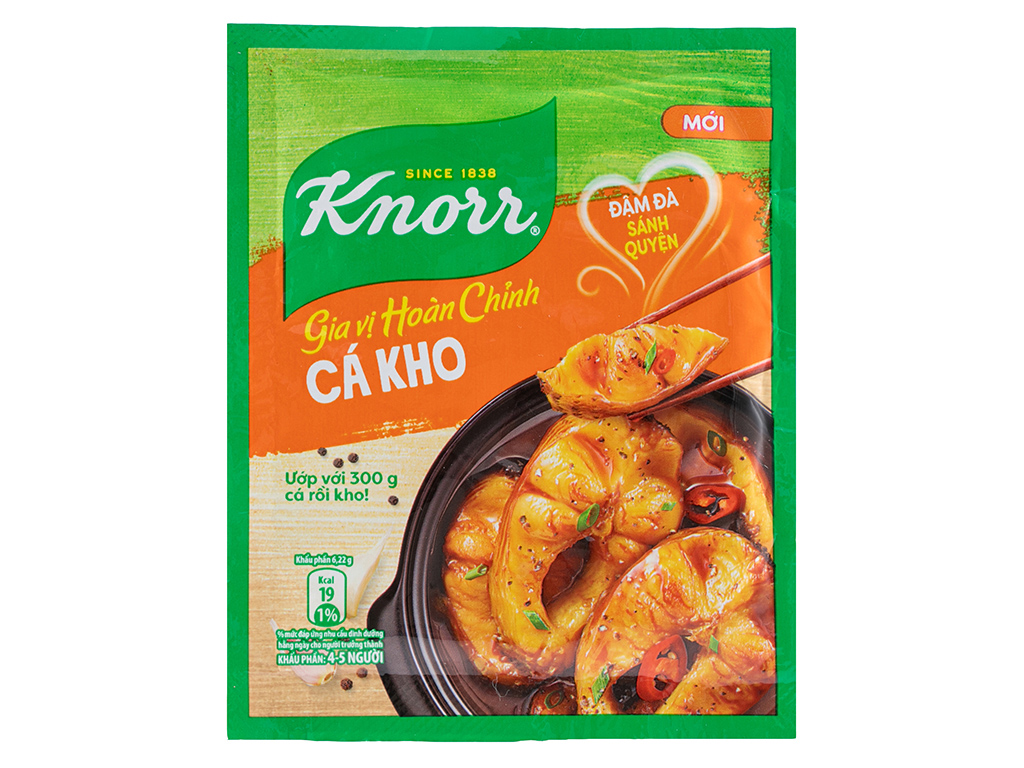 SINCE 1838
Knorr®
MỚI
ĐẬM ĐÀ
SÁNH
QUYỆN
Gia vị Hoàn Chỉnh
CÁ KHO
Ướp với 300 g
cá rồi kho!
Khẩu phần 6,22 g
Kcal
19
1%
% mức đáp ứng nhu cầu dinh dưỡng
hằng ngày cho người trưởng thành
KHẨU PHẦN: 4-5 NGƯỜI